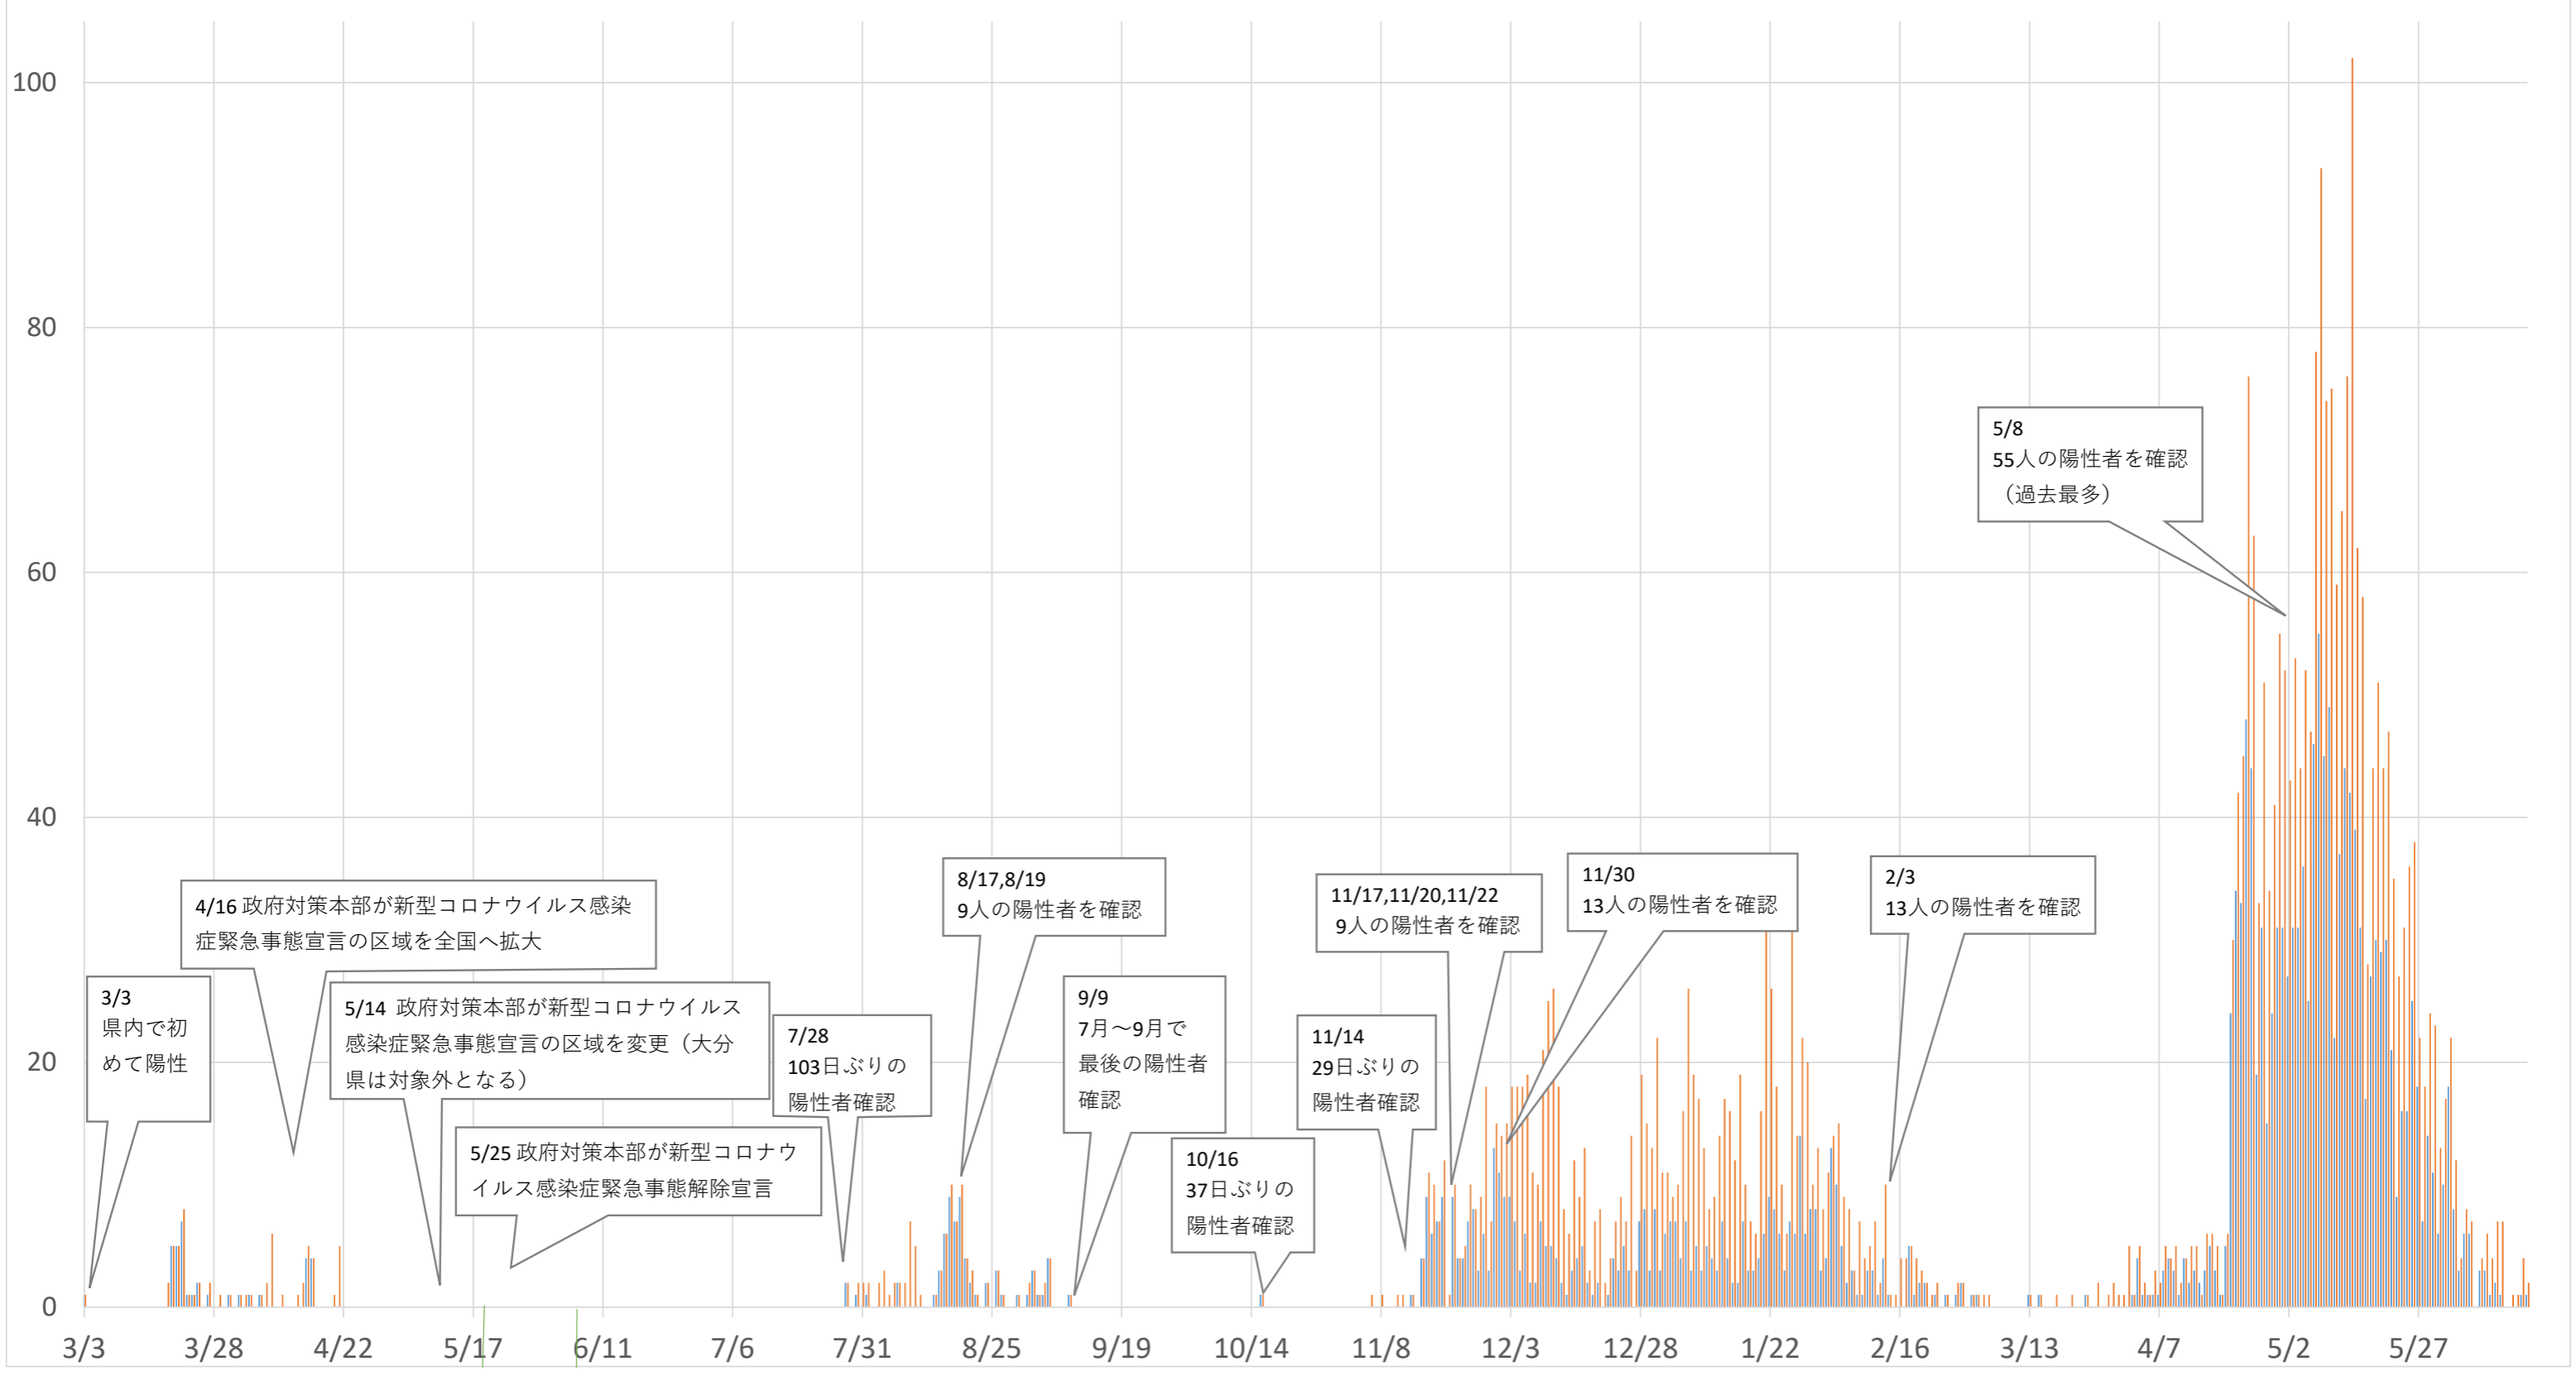 100
80
60
40
20
0
5/8
55人の陽性者を確認
（過去最多）
4/16 政府対策本部が新型コロナウイルス感染
症緊急事態宣言の区域を全国へ拡大
3/3
県内で初
めて陽性
5/14 政府対策本部が新型コロナウイルス
感染症緊急事態宣言の区域を変更（大分
県は対象外となる）
5/25 政府対策本部が新型コロナウ
イルス感染症緊急事態解除宣言
7/28
103日ぶりの
陽性者確認
8/17,8/19
9人の陽性者を確認
9/9
7月～9月で
最後の陽性者
確認
10/16
37日ぶりの
陽性者確認
11/14
29日ぶりの
陽性者確認
11/17,11/20,11/22
9人の陽性者を確認
11/30
13人の陽性者を確認
2/3
13人の陽性者を確認
3/3 3/28 4/22 5/17 6/11 7/6 7/31 8/25 9/19 10/14 11/8 12/3 12/28 1/22 2/16 3/13 4/7 5/2 5/27